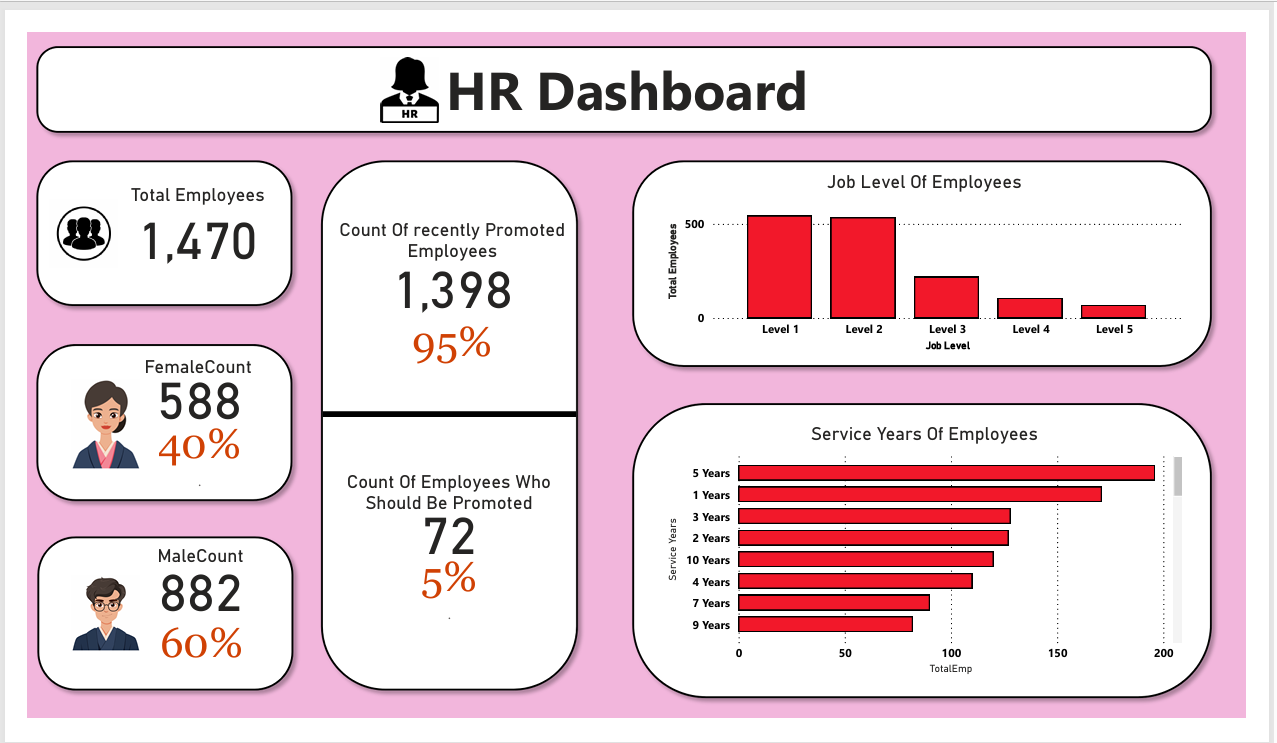 HR
HR Dashboard
Total Employees
1,470
FemaleCount
588
40%
.
MaleCount
882
60%
Count Of recently Promoted
Employees
1,398
95%
Count Of Employees Who
Should Be Promoted
72
5%
.
Job Level Of Employees
Total Employees
500
0
Level 1 Level 2 Level 3 Level 4 Level 5
Job Level
Service Years Of Employees
Service Years
5 Years
1 Years
3 Years
2 Years
10 Years
4 Years
7 Years
9 Years
0 50 100 150 200
TotalEmp